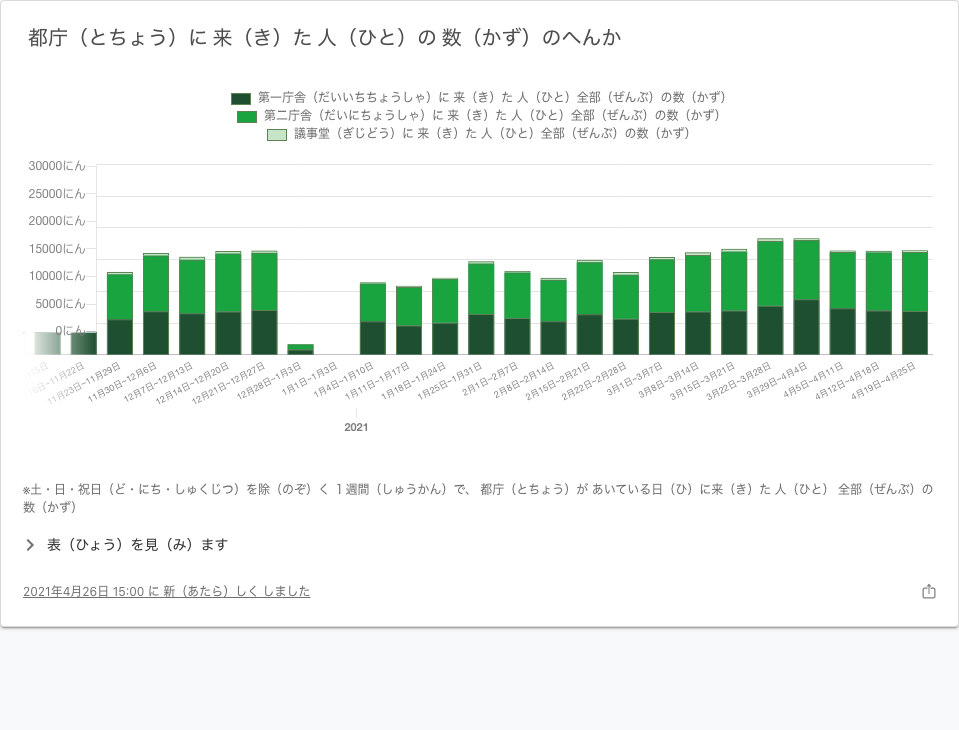 都庁（とちょう）に 来（き）た 人（ひと）の 数（かず）のへんか
第一庁舎（だいいちちょうしゃ）に 来（き）た 人（ひと）全部（ぜんぶ）の数（かず）
第二庁舎（だいにちょうしゃ）に 来（き）た 人（ひと）全部（ぜんぶ）の数（かず）
議事堂（ぎじどう）に 来（き）た 人（ひと）全部（ぜんぶ）の数（かず）
30000にん
25000にん
20000にん
15000にん
10000にん
5000にん
0にん
11月23日~11月29日
11月30日~12月6日
12月7日~12月13日
12月14日~12月20日
12月21日~12月27日
12月28日~1月3日
1月1日~1月3日
1月4日~1月10日
1月11日~1月17日
1月18日~1月24日
1月25日~1月31日
2月1日~2月7日
2月8日~2月14日
2月15日~2月21日
2月22日~2月28日
3月1日~3月7日
3月8日~3月14日
3月15日~3月21日
3月22日~3月28日
3月29日~4月4日
4月5日~4月11日
4月12日~4月18日
4月19日~4月25日
2021
※土・日・祝日（ど・にち・しゅくじつ）を除（のぞ）く １週間（しゅうかん）で、 都庁（とちょう）が あいている日（ひ）に来（き）た 人（ひと） 全部（ぜんぶ）の
数（かず）
表（ひょう）を見（み）ます
2021年4月26日 15:00 に 新（あたら）しく しました